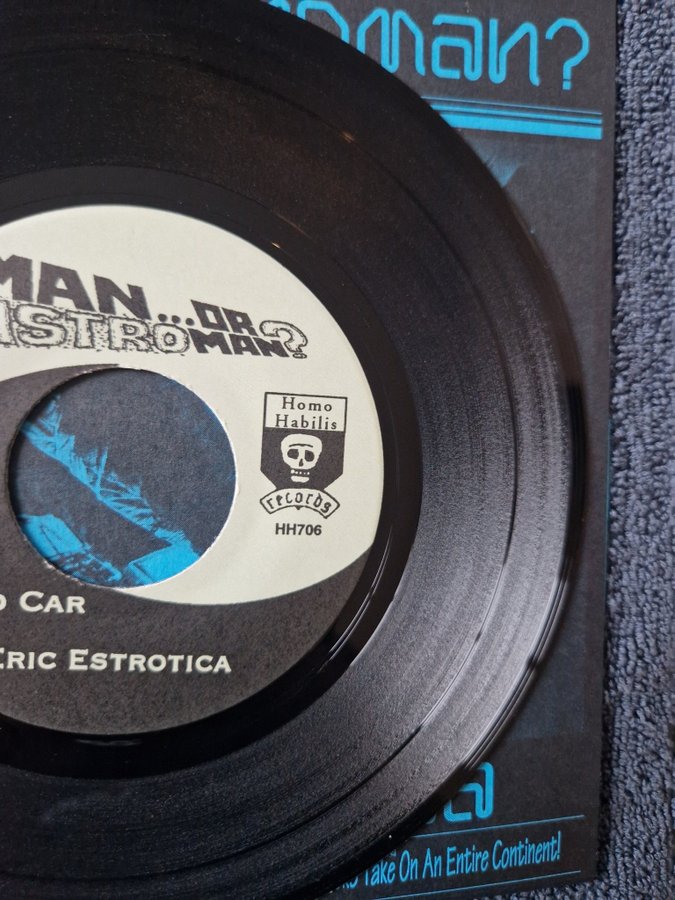 oman?
MAN...OR
ASTROMAN?
Homo
Habilis
records
HH706
CAR
ERIC ESTROTICA
Take On An Entire Continent!